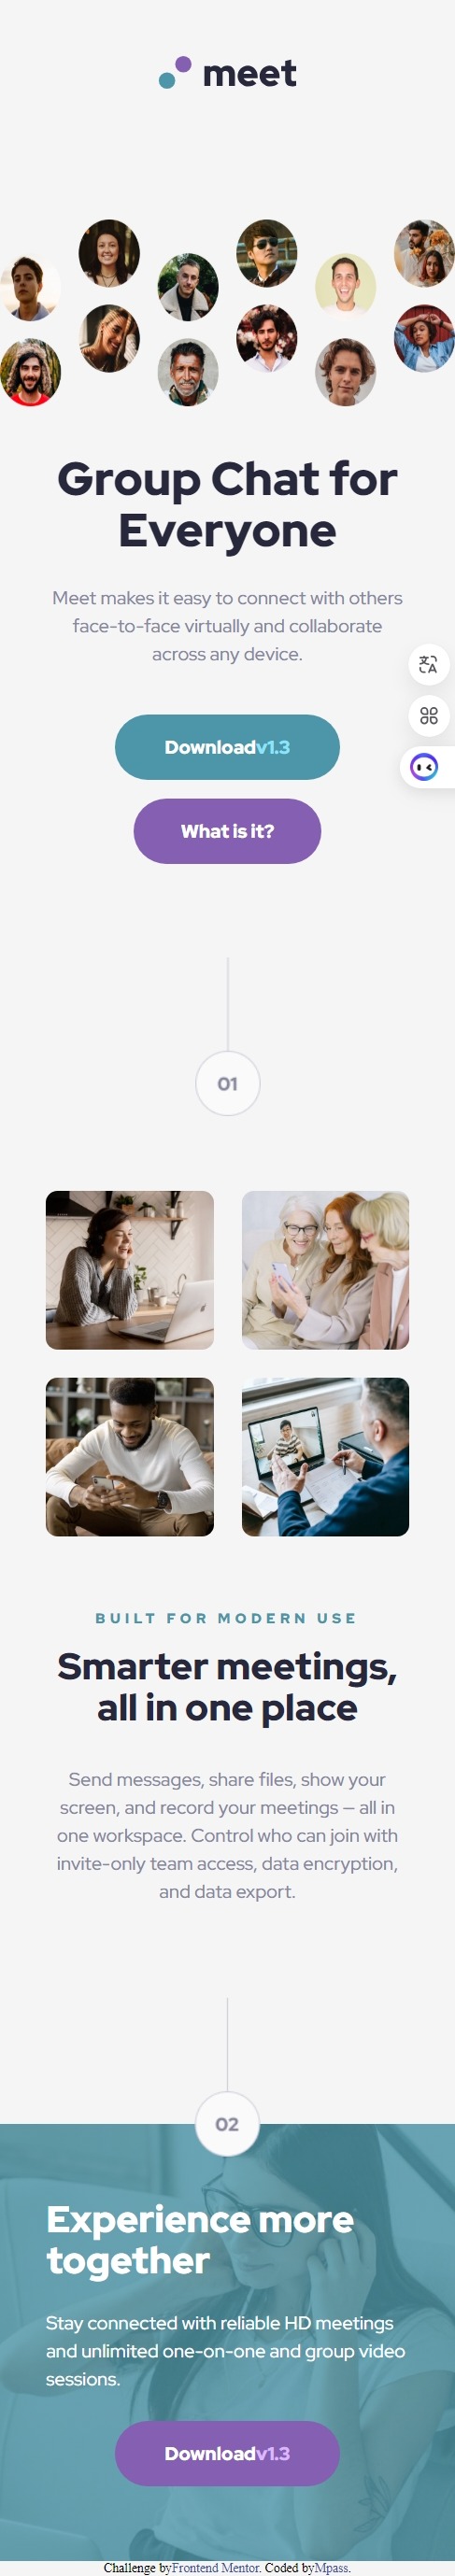 meet
Group Chat for
Everyone
Meet makes it easy to connect with others
face-to-face virtually and collaborate
across any device.
Downloadv1.3
What is it?
01
BUILT FOR MODERN USE
Smarter meetings,
all in one place
Send messages, share files, show your
screen, and record your meetings — all in
one workspace. Control who can join with
invite-only team access, data encryption,
and data export.
02
Experience more
together
Stay connected with reliable HD meetings
and unlimited one-on-one and group video
sessions.
Downloadv1.3
Challenge byFrontend Mentor. Coded byMpass.